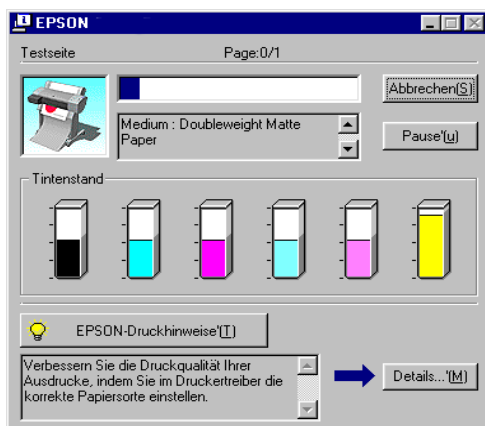 EPSON
Testseite Page:0/1
Abbrechen(S)
Medium : Doubleweight Matte
Paper
Pause'(u)
Tintenstand
EPSON-Druckhinweise'(T)
Verbessern Sie die Druckqualität Ihrer
Ausdrucke, indem Sie im Druckertreiber die
korrekte Papiersorte einstellen.
Details...'(M)